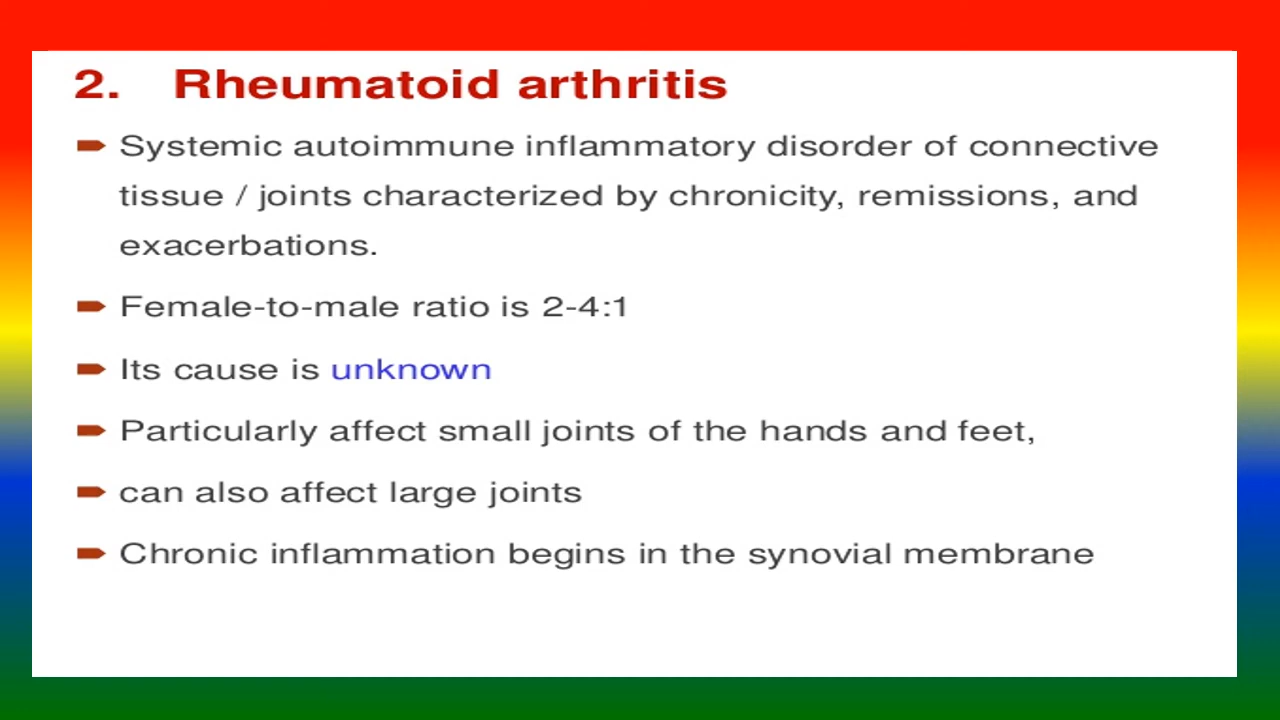 2. Rheumatoid arthritis
Systemic autoimmune inflammatory disorder of connective
tissue / joints characterized by chronicity, remissions, and
exacerbations.
Female-to-male ratio is 2-4:1
Its cause is unknown
Particularly affect small joints of the hands and feet,
can also affect large joints
Chronic inflammation begins in the synovial membrane